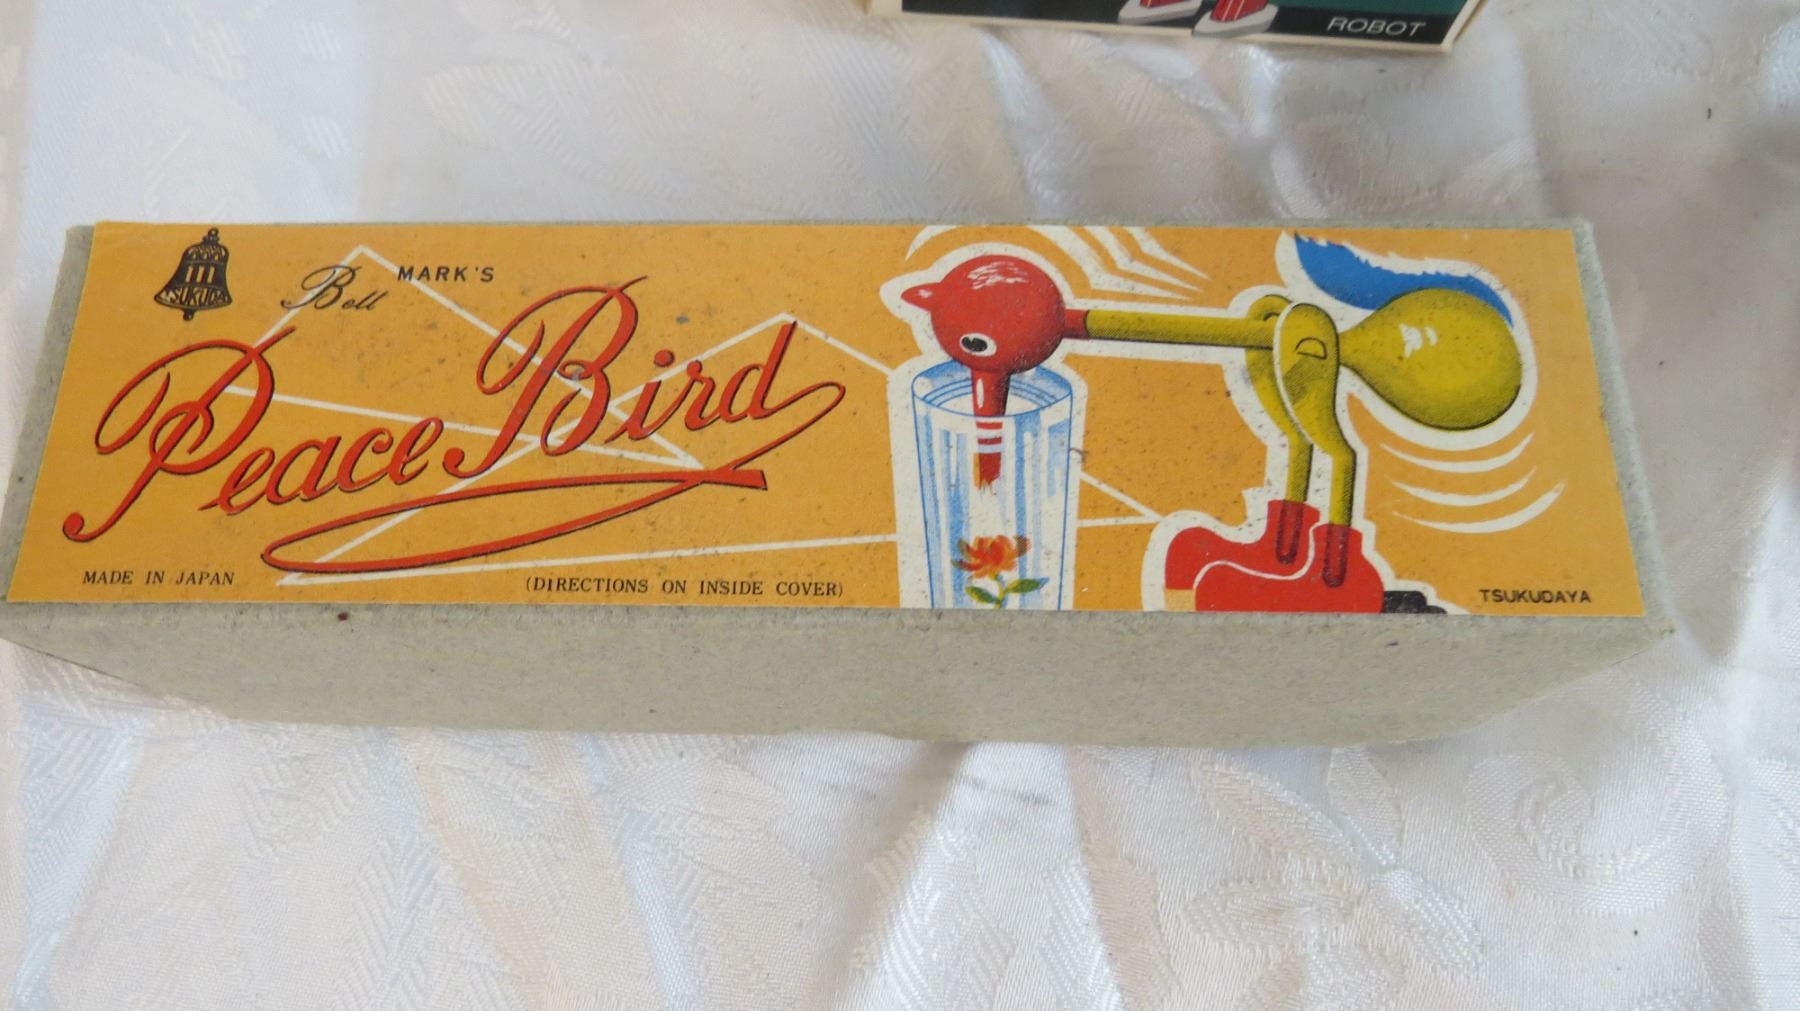 ROBOT
TSUKUDA
Bell MARK'S
Peace Bird
MADE IN JAPAN
(DIRECTIONS ON INSIDE COVER)
TSUKUDAYA